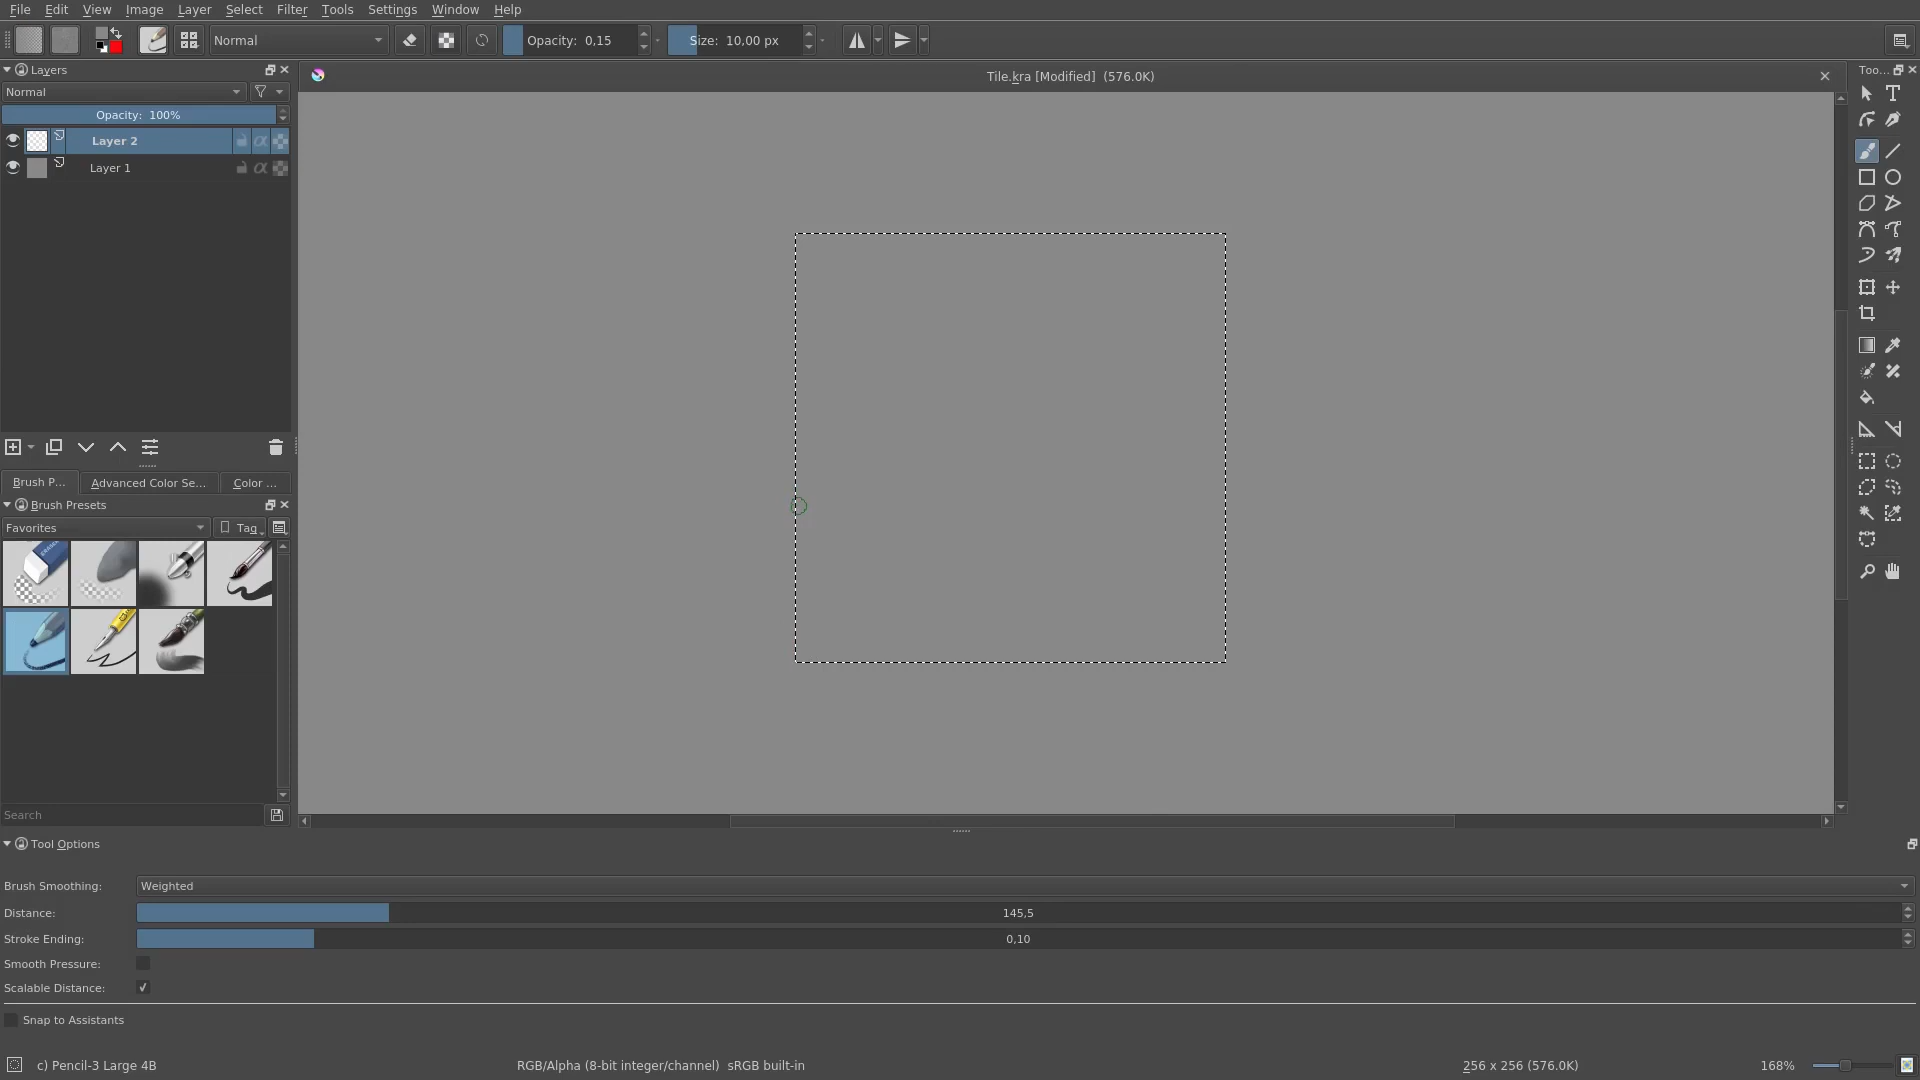 File Edit View Image Layer Select Filter Tools Settings Window Help
Normal Opacity: 0,15 Size: 10,00 px
Layers
Tile.kra [Modified] (576.0K)
Too...
Normal
Opacity: 100%
Layer 2
Layer 1
Brush P... Advanced Color Se... Color ...
Brush Presets
Favorites Tag
Search
Tool Options
Brush Smoothing: Weighted
Distance: 145,5
Stroke Ending: 0,10
Smooth Pressure:
Scalable Distance:
Snap to Assistants
c) Pencil-3 Large 4B RGB/Alpha (8-bit integer/channel) sRGB built-in 256 x 256 (576.0K) 168%